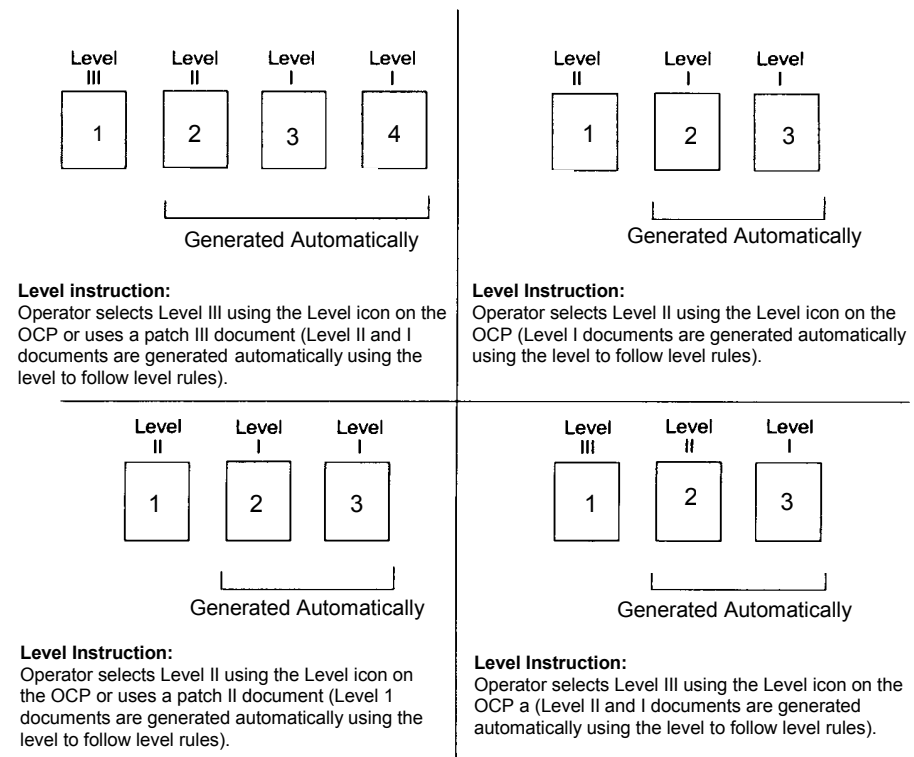 Level Level Level Level
III II I I
1 2 3 4
Generated Automatically
Level instruction:
Operator selects Level III using the Level icon on the
OCP or uses a patch III document (Level II and I
documents are generated automatically using the
level to follow level rules).
Level Level Level
II I I
1 2 3
Generated Automatically
Level Instruction:
Operator selects Level II using the Level icon on the
OCP (Level I documents are generated automatically
using the level to follow level rules).
Level Level Level
II I I
1 2 3
Generated Automatically
Level Instruction:
Operator selects Level II using the Level icon on
the OCP or uses a patch II document (Level 1
documents are generated automatically using the
level to follow level rules).
Level Level Level
III II I
1 2 3
Generated Automatically
Level Instruction:
Operator selects Level III using the Level icon on the
OCP a (Level II and I documents are generated
automatically using the level to follow level rules).